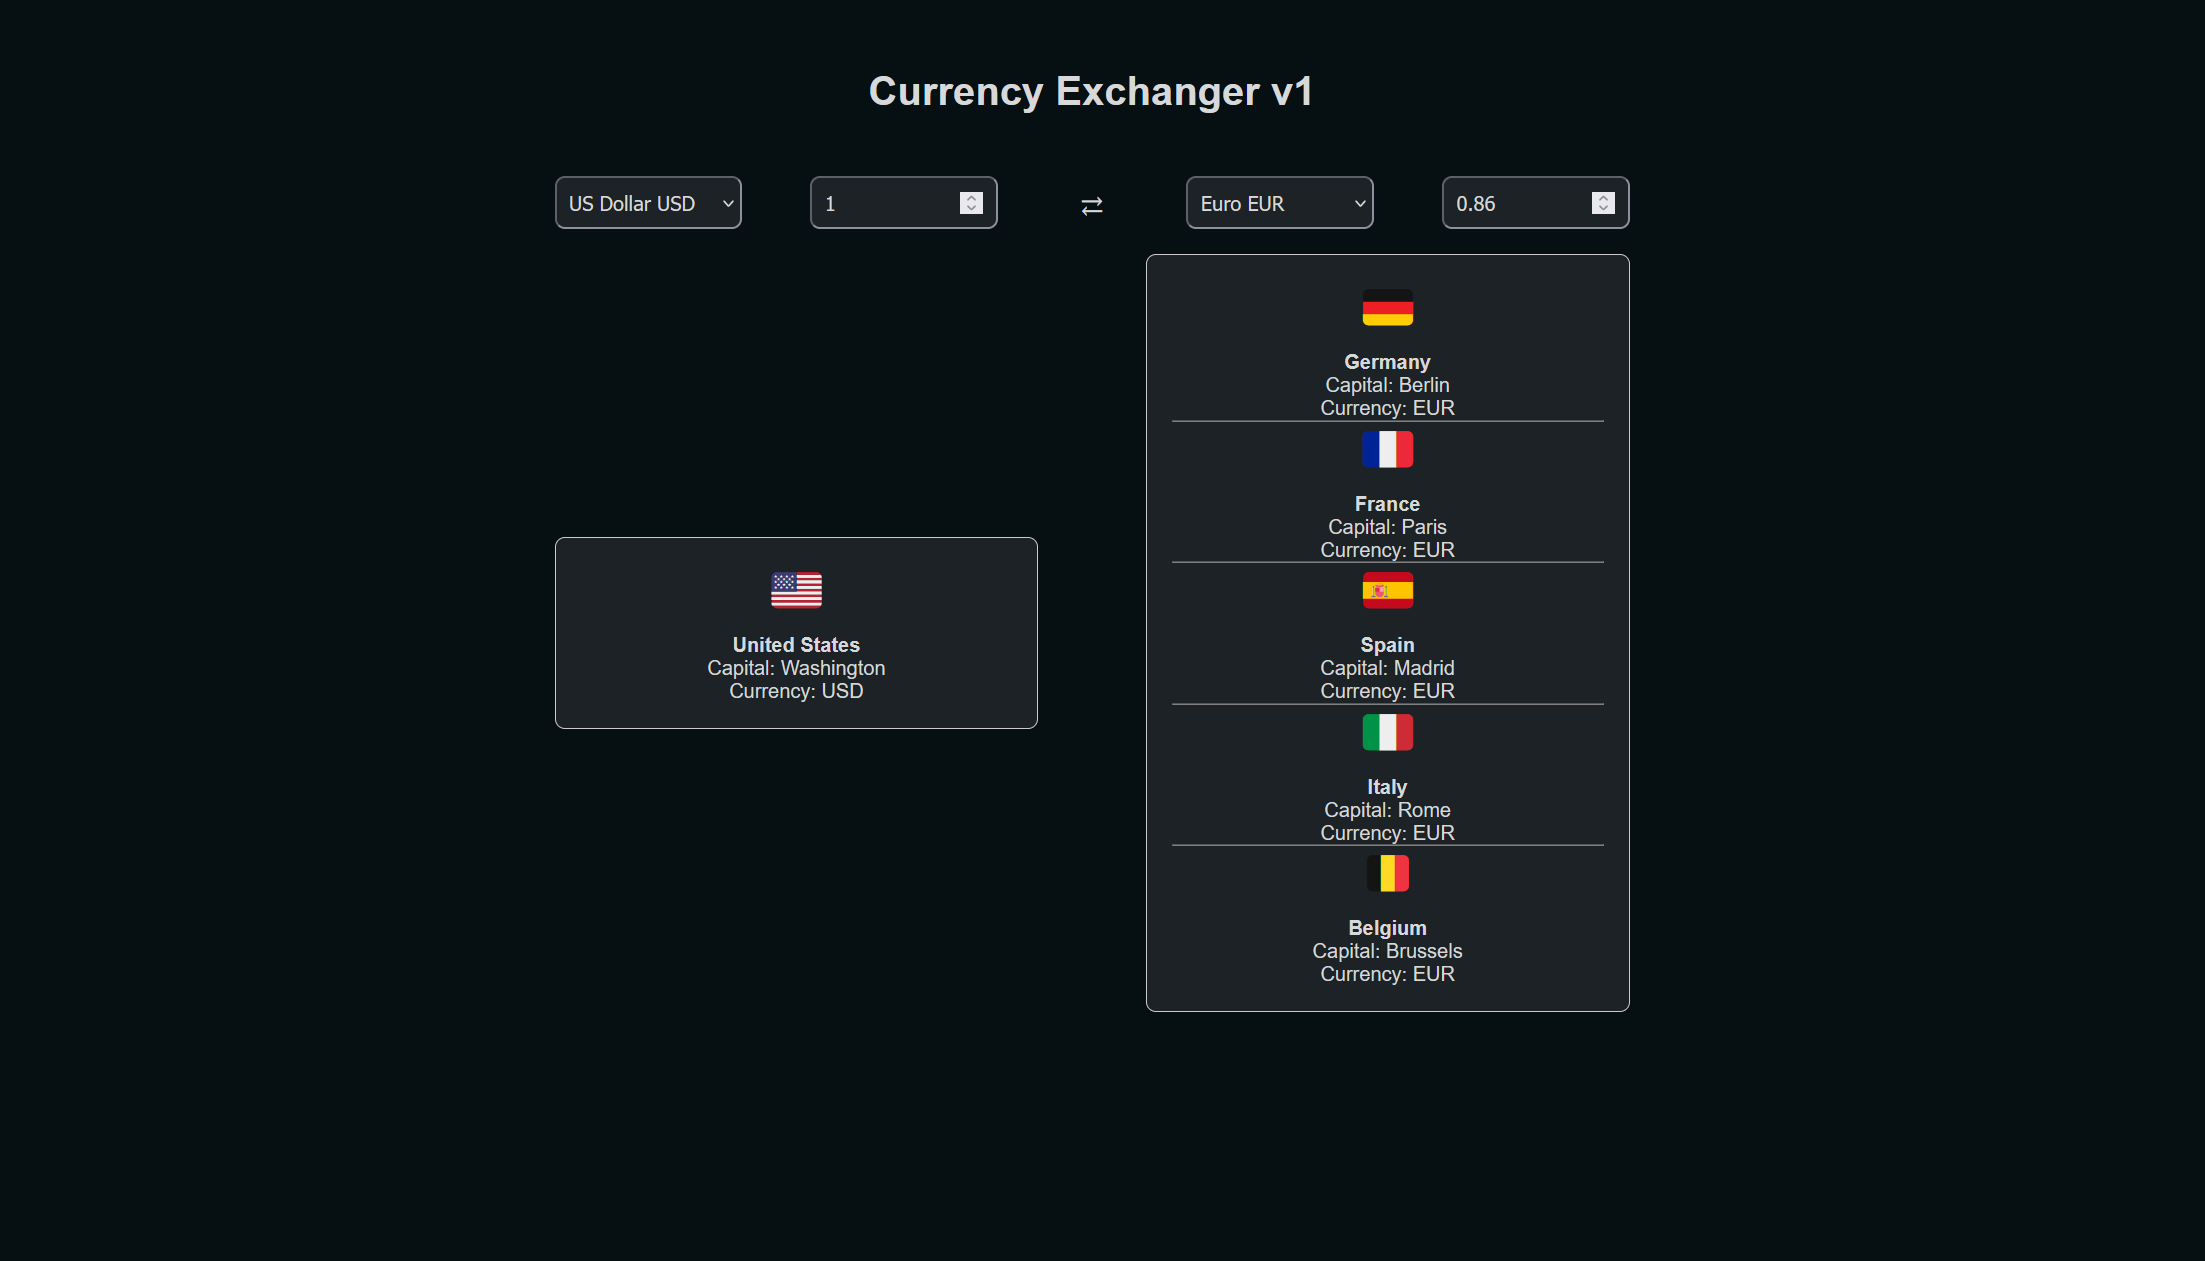 Currency Exchanger v1
US Dollar USD
1
Euro EUR
0.86
United States
Capital: Washington
Currency: USD
Germany
Capital: Berlin
Currency: EUR
France
Capital: Paris
Currency: EUR
Spain
Capital: Madrid
Currency: EUR
Italy
Capital: Rome
Currency: EUR
Belgium
Capital: Brussels
Currency: EUR